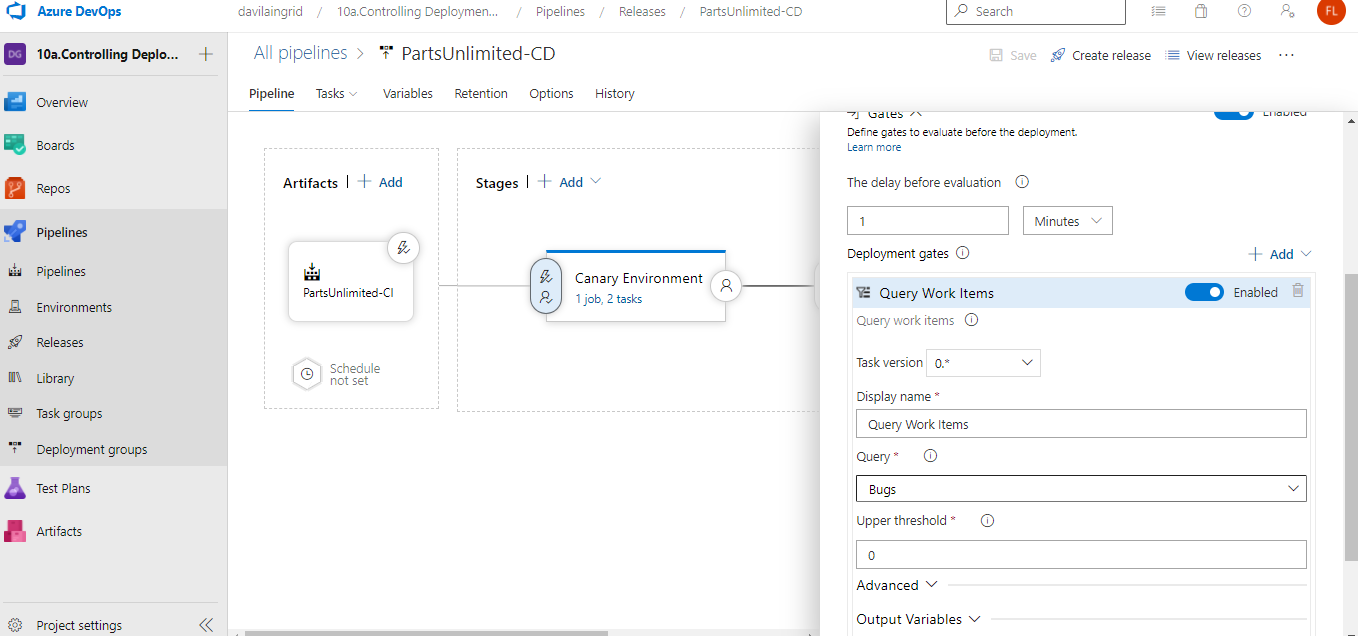 Azure DevOps
davilaingrid / 10a.Controlling Deploymen... / Pipelines / Releases / PartsUnlimited-CD
Search
FL
DG
10a.Controlling Deplo...
Overview
Boards
Repos
Pipelines
Pipelines
Environments
Releases
Library
Task groups
Deployment groups
Test Plans
Artifacts
Project settings
All pipelines > PartsUnlimited-CD
Save
Create release
View releases
...
Pipeline
Tasks
Variables
Retention
Options
History
Artifacts | + Add
PartsUnlimited-CI
Schedule
not set
Stages | + Add
Canary Environment
1 job, 2 tasks
Gates
Enabled
Define gates to evaluate before the deployment.
Learn more
The delay before evaluation
1
Minutes
Deployment gates
+ Add
Query Work Items
Enabled
Query work items
Task version 0.*
Display name *
Query Work Items
Query *
Bugs
Upper threshold *
0
Advanced
Output Variables